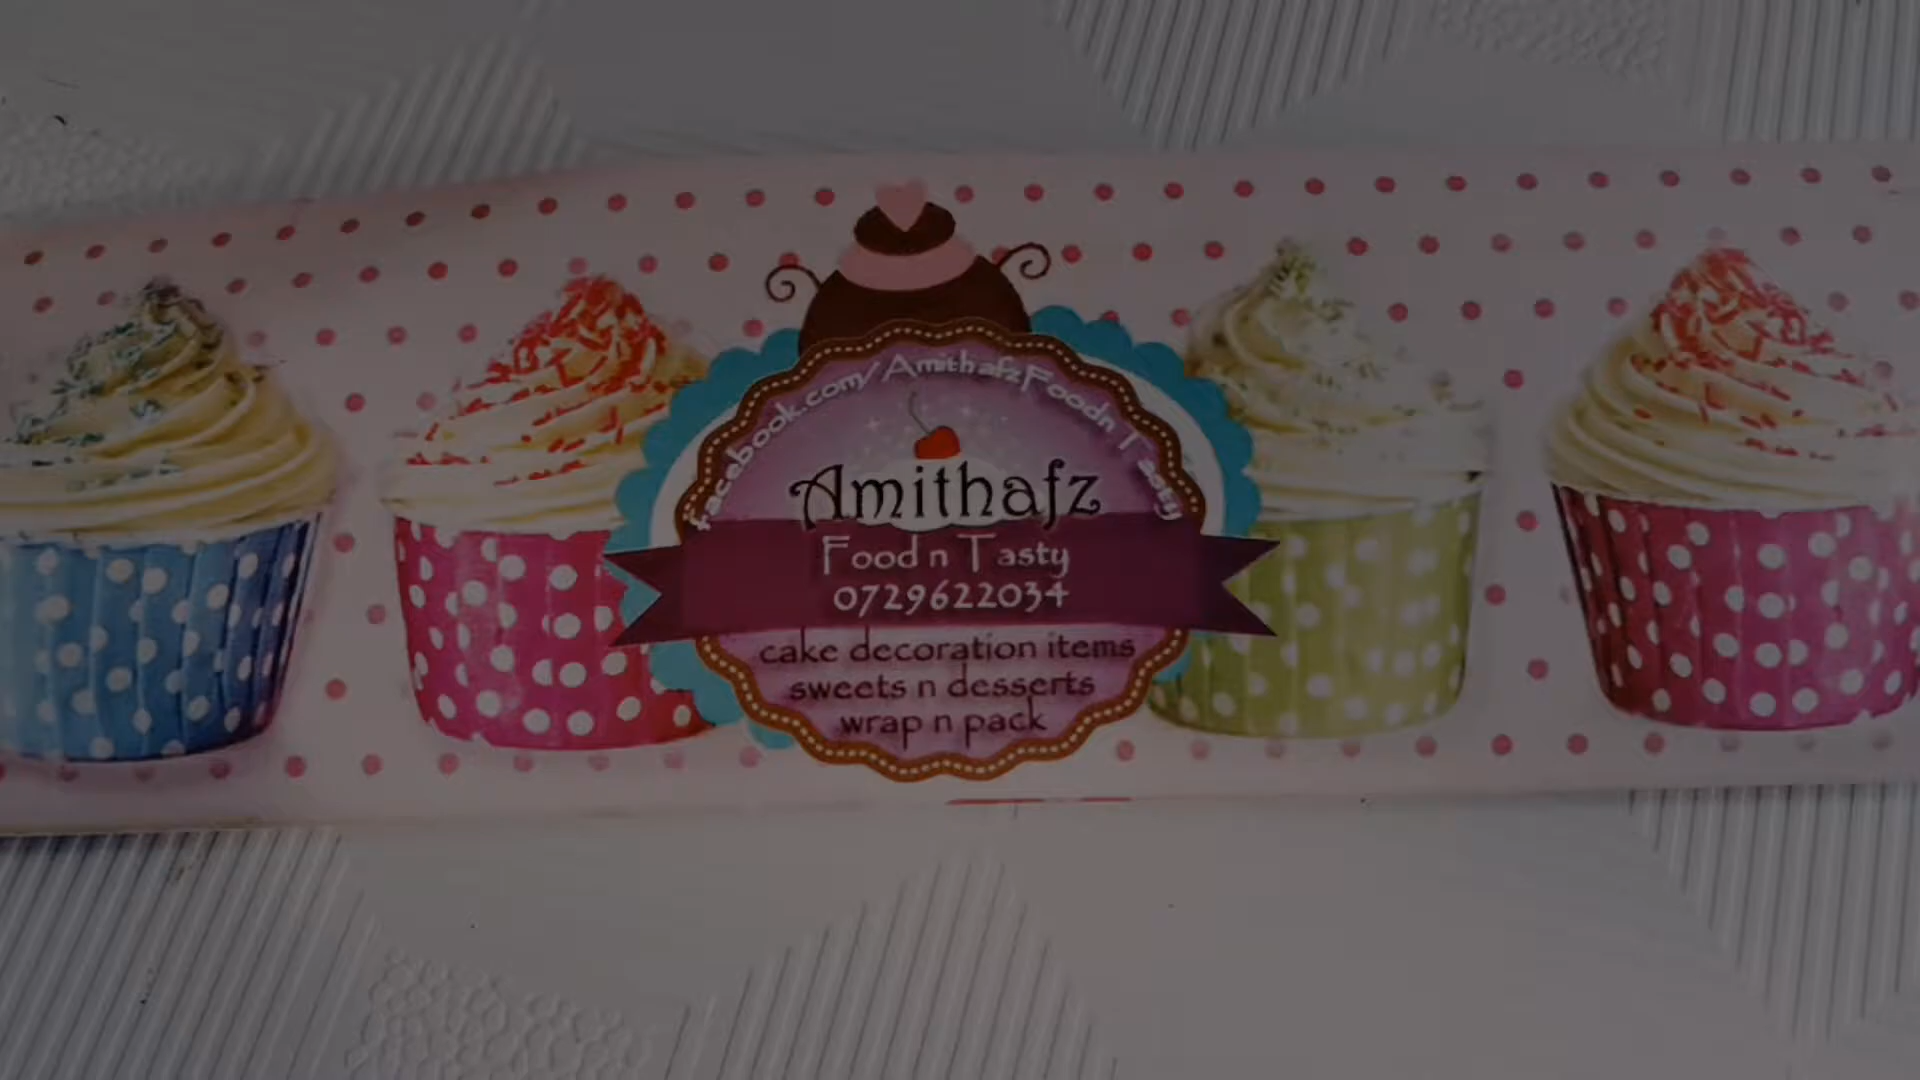 facebook.com/AmithafzFoodn Tasty
Amithafz
Food n Tasty
0729622034
cake decoration items
sweets n desserts
wrap n pack